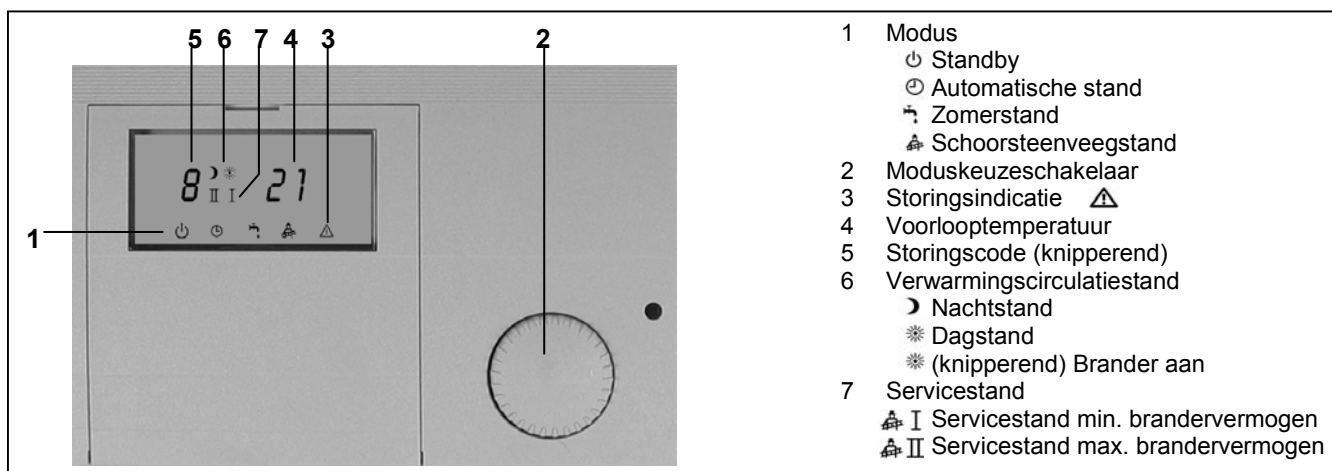 5 6 7 4 3 2
8 II I 21
1
1 Modus
Standby
Automatische stand
Zomerstand
Schoorsteenveegstand
2 Moduskeuzeschakelaar
3 Storingsindicatie
4 Voorlooptemperatuur
5 Storingscode (knipperend)
6 Verwarmingscirculatiestand
Nachtstand
Dagstand
(knipperend) Brander aan
7 Servicestand
I Servicestand min. brandervermogen
II Servicestand max. brandervermogen